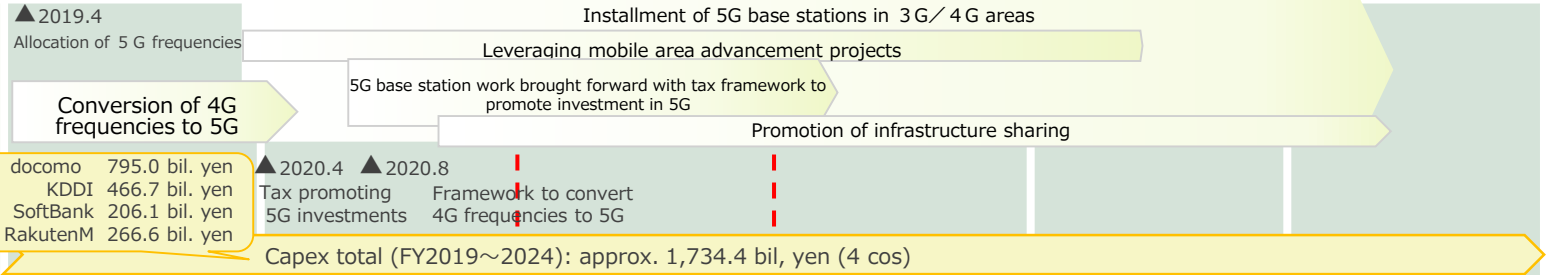 ▲2019.4
Allocation of 5 G frequencies
Installment of 5G base stations in 3G/4G areas
Leveraging mobile area advancement projects
5G base station work brought forward with tax framework to
promote investment in 5G
Conversion of 4G
frequencies to 5G
Promotion of infrastructure sharing
docomo 795.0 bil. yen
KDDI 466.7 bil. yen
SoftBank 206.1 bil. yen
RakutenM 266.6 bil. yen
▲2020.4
Tax promoting
5G investments
▲2020.8
Framework to convert
4G frequencies to 5G
Capex total (FY2019～2024): approx. 1,734.4 bil, yen (4 cos)